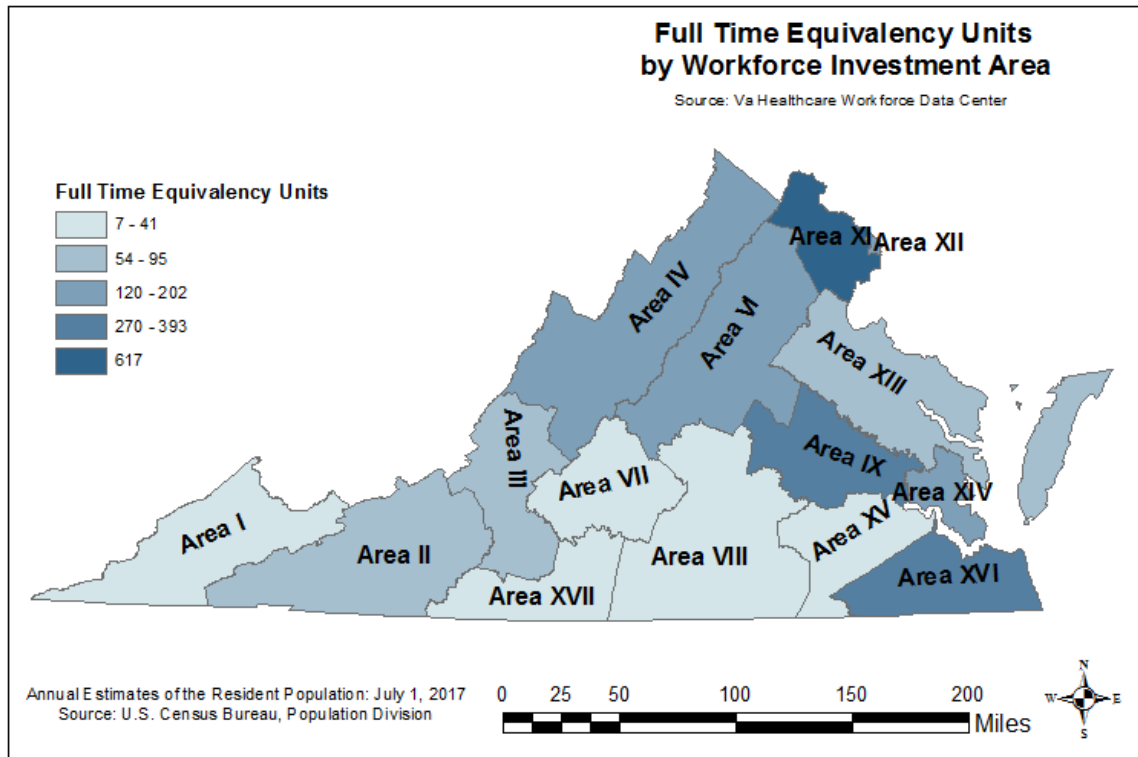 Full Time Equivalency Units
by Workforce Investment Area
Source: Va Healthcare Workforce Data Center
Full Time Equivalency Units
7 - 41
54 - 95
120 - 202
270 - 393
617
Area XI
Area XII
Area IV
Area VI
Area XIII
Area III
Area IX
Area VII
Area XIV
Area I
Area XV
Area II
Area VIII
Area XVI
Area XVII
Annual Estimates of the Resident Population: July 1, 2017
Source: U.S. Census Bureau, Population Division
0 25 50 100 150 200
Miles
N
W E
S